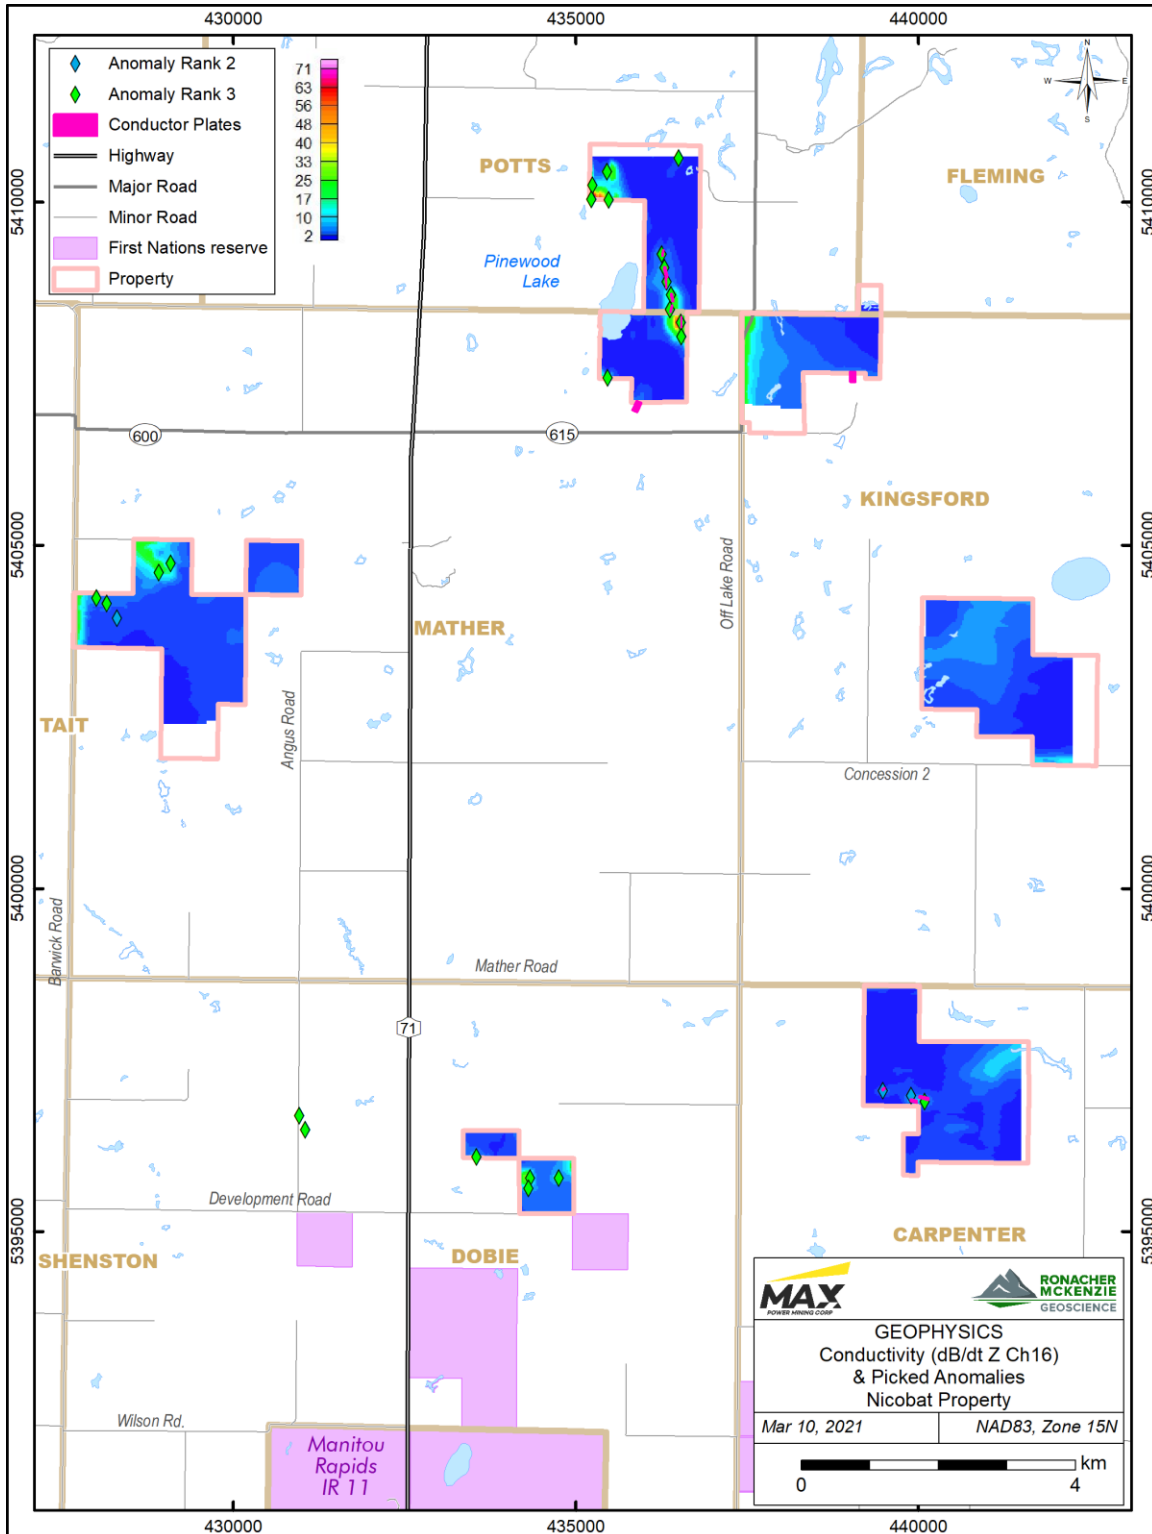 430000
435000
440000
Anomaly Rank 2
Anomaly Rank 3
Conductor Plates
Highway
Major Road
Minor Road
First Nations reserve
Property
71
63
56
48
40
33
25
17
10
2
N
W
E
S
POTTS
FLEMING
5410000
5410000
Pinewood
Lake
600
615
KINGSFORD
5405000
5405000
Off Lake Road
MATHER
TAIT
Angus Road
Concession 2
5400000
5400000
Barwick Road
Mather Road
71
Development Road
5395000
5395000
SHENSTON
DOBIE
CARPENTER
Wilson Rd.
Manitou
Rapids
IR 11
MAX
POWER MINING CORP
RONACHER
MCKENZIE
GEOSCIENCE
GEOPHYSICS
Conductivity (dB/dt Z Ch16)
& Picked Anomalies
Nicobat Property
Mar 10, 2021
NAD83, Zone 15N
km
0
4
430000
435000
440000